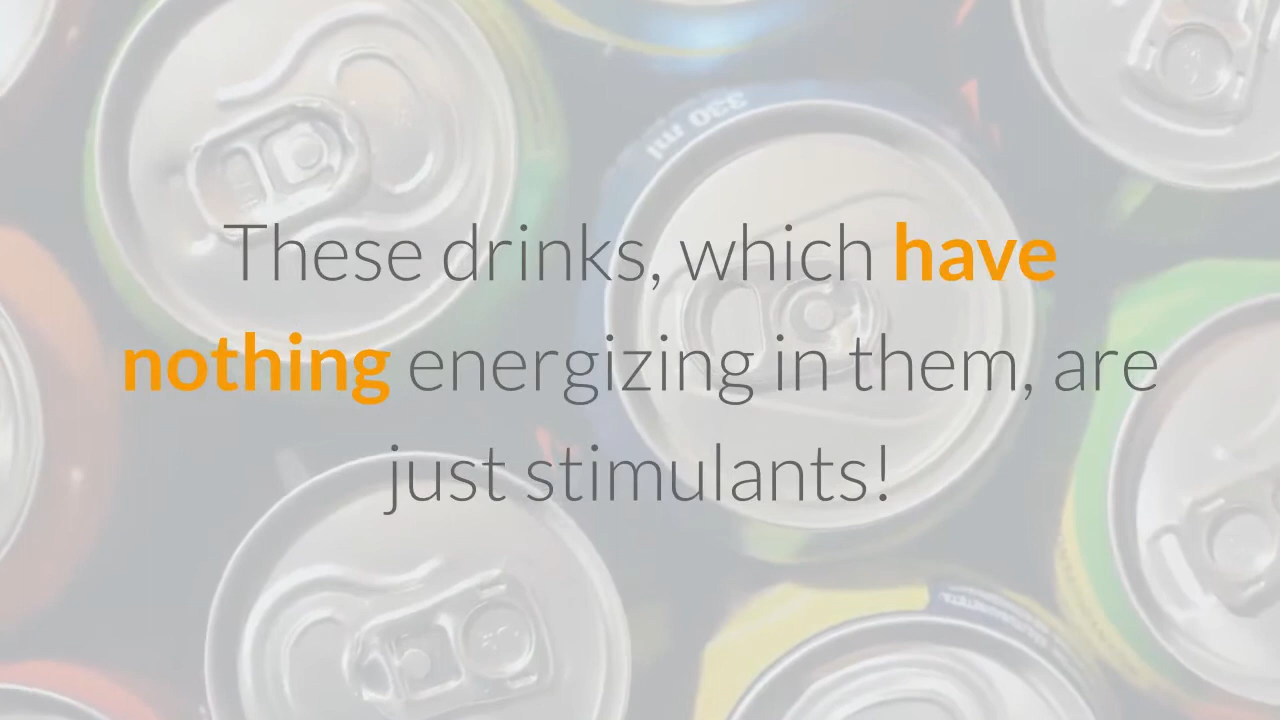 330 ml
These drinks, which have
nothing energizing in them, are
just stimulants!